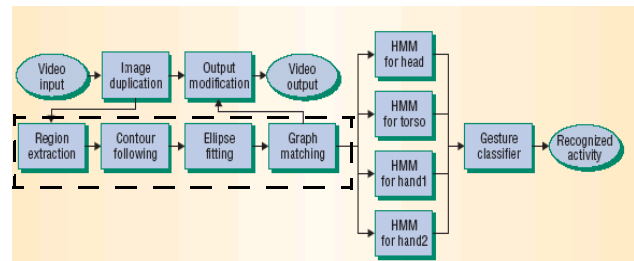 Video
input
Image
duplication
Output
modification
Video
output
Region
extraction
Contour
following
Ellipse
fitting
Graph
matching
HMM
for head
HMM
for torso
HMM
for hand1
HMM
for hand2
Gesture
classifier
Recognized
activity